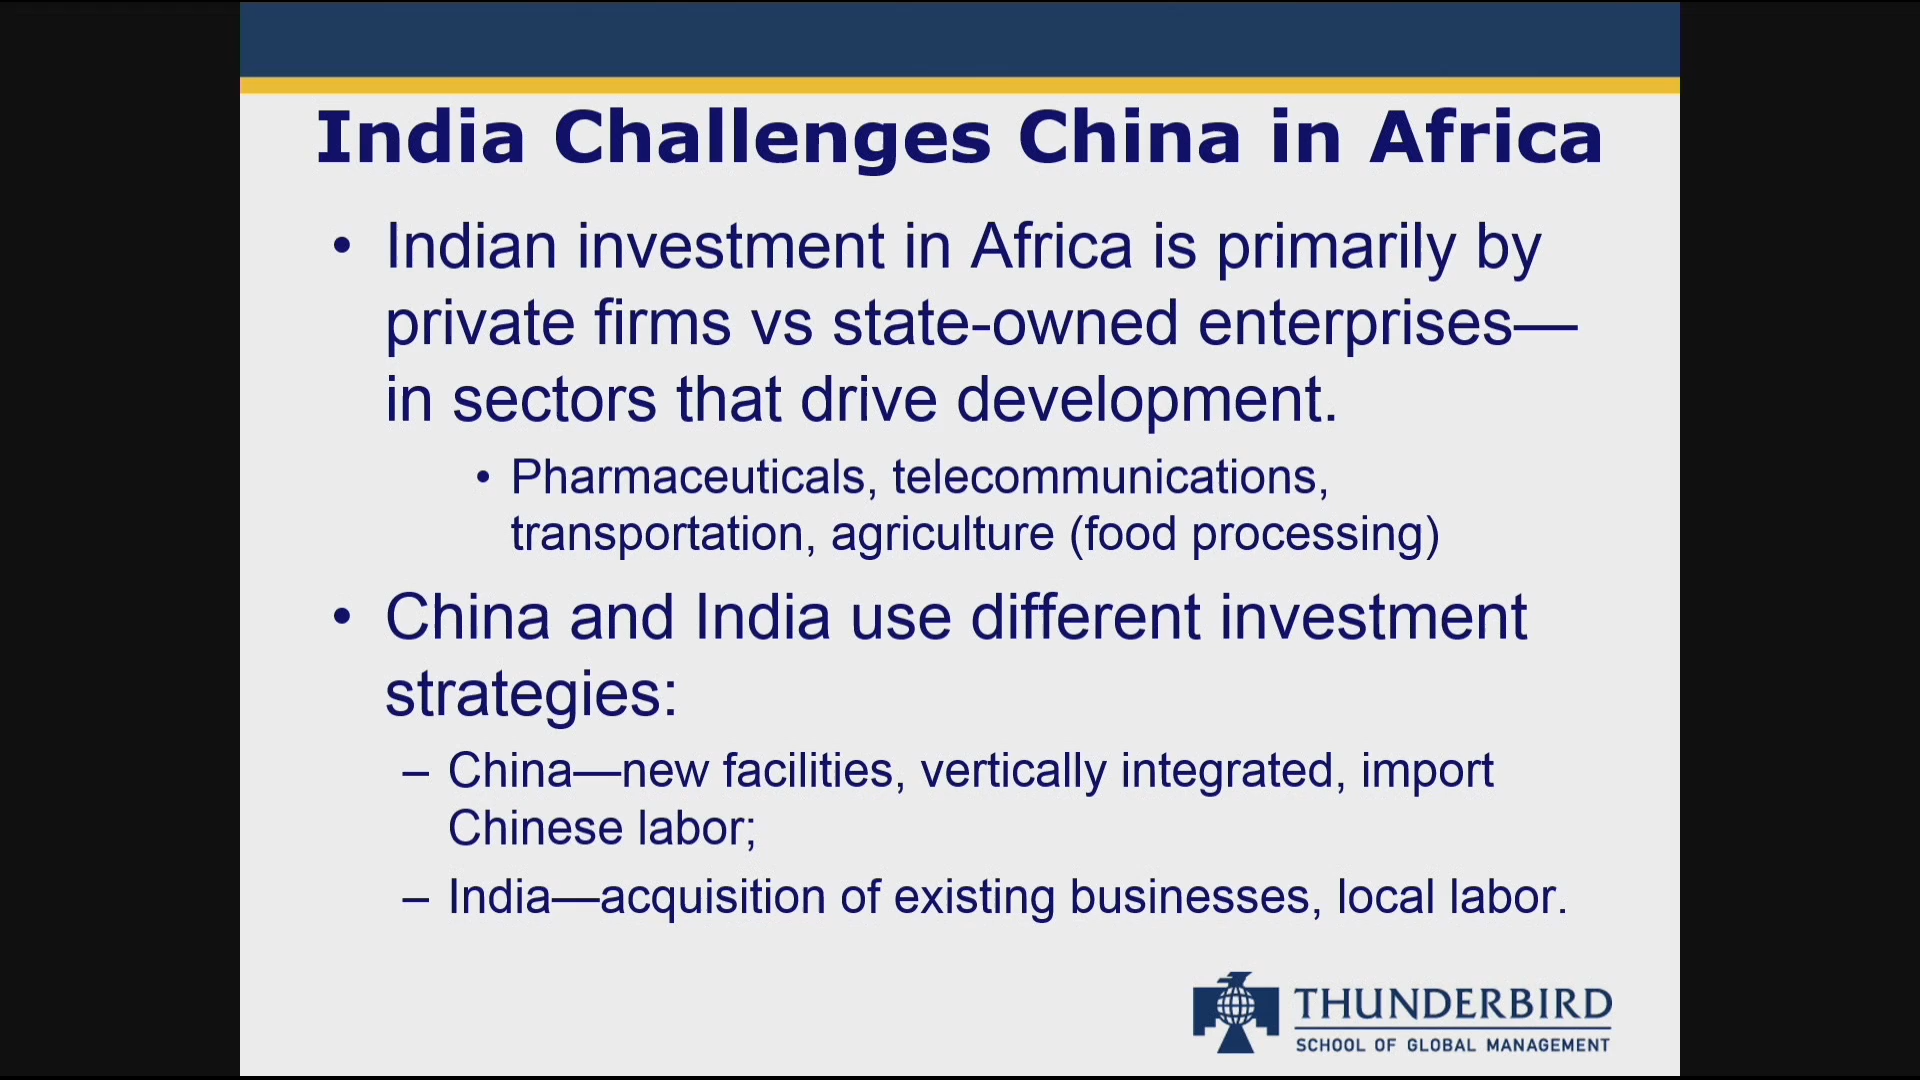 India Challenges China in Africa
• Indian investment in Africa is primarily by
private firms vs state-owned enterprises—
in sectors that drive development.
• Pharmaceuticals, telecommunications,
transportation, agriculture (food processing)
• China and India use different investment
strategies:
– China—new facilities, vertically integrated, import
Chinese labor;
– India—acquisition of existing businesses, local labor.
THUNDERBIRD
SCHOOL OF GLOBAL MANAGEMENT